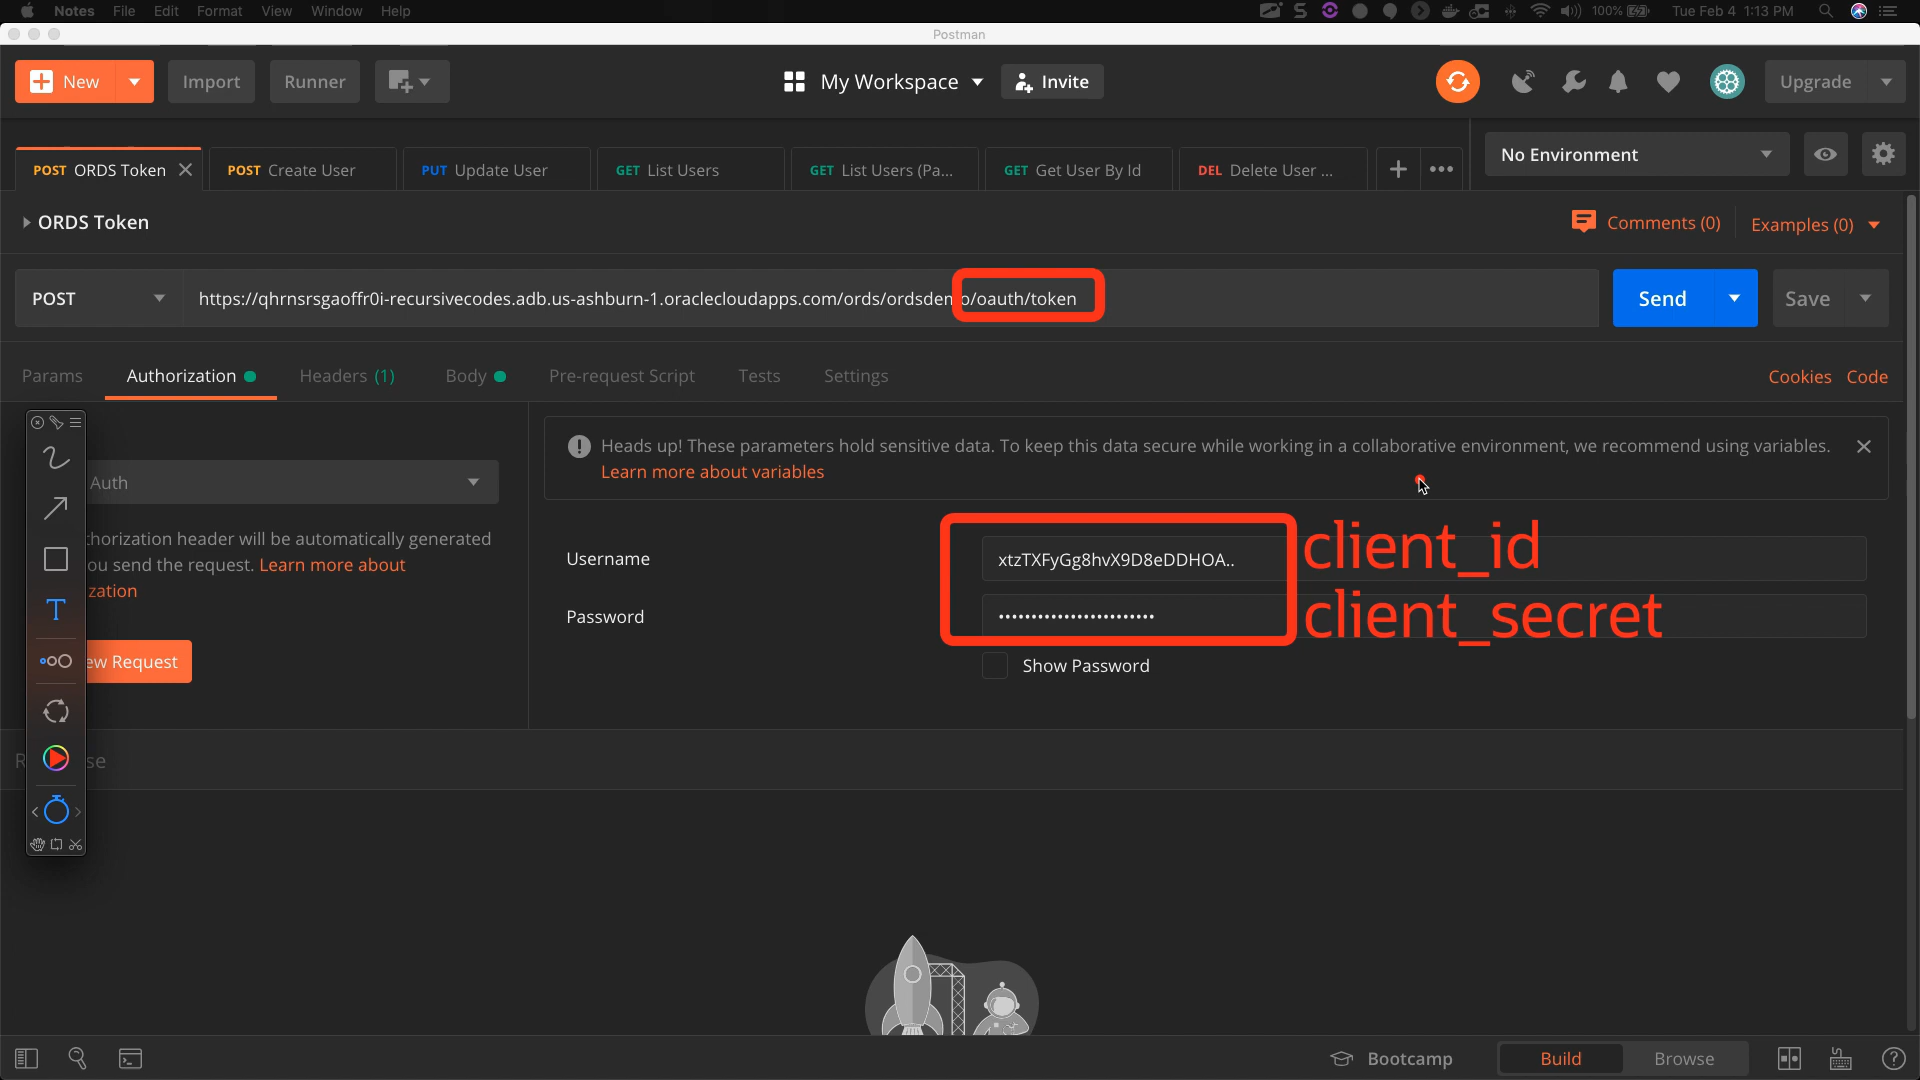 Notes File Edit Format View Window Help 100% Tue Feb 4 1:13 PM
Postman
New Import Runner My Workspace Invite Upgrade
POST ORDS Token POST Create User PUT Update User GET List Users GET List Users (Pa... GET Get User By Id DEL Delete User ... No Environment
ORDS Token Comments (0) Examples (0)
POST https://qhrnsrsgaoffr0i-recursivecodes.adb.us-ashburn-1.oraclecloudapps.com/ords/ordsdemo/oauth/token Send Save
Params Authorization Headers (1) Body Pre-request Script Tests Settings Cookies Code
Auth
thorization header will be automatically generated
ou send the request. Learn more about
zation
ew Request
Heads up! These parameters hold sensitive data. To keep this data secure while working in a collaborative environment, we recommend using variables.
Learn more about variables
Username xtzTXFyGg8hvX9D8eDDHOA.. client_id
Password •••••••••••••••••••••••• client_secret
Show Password
R se
Bootcamp Build Browse